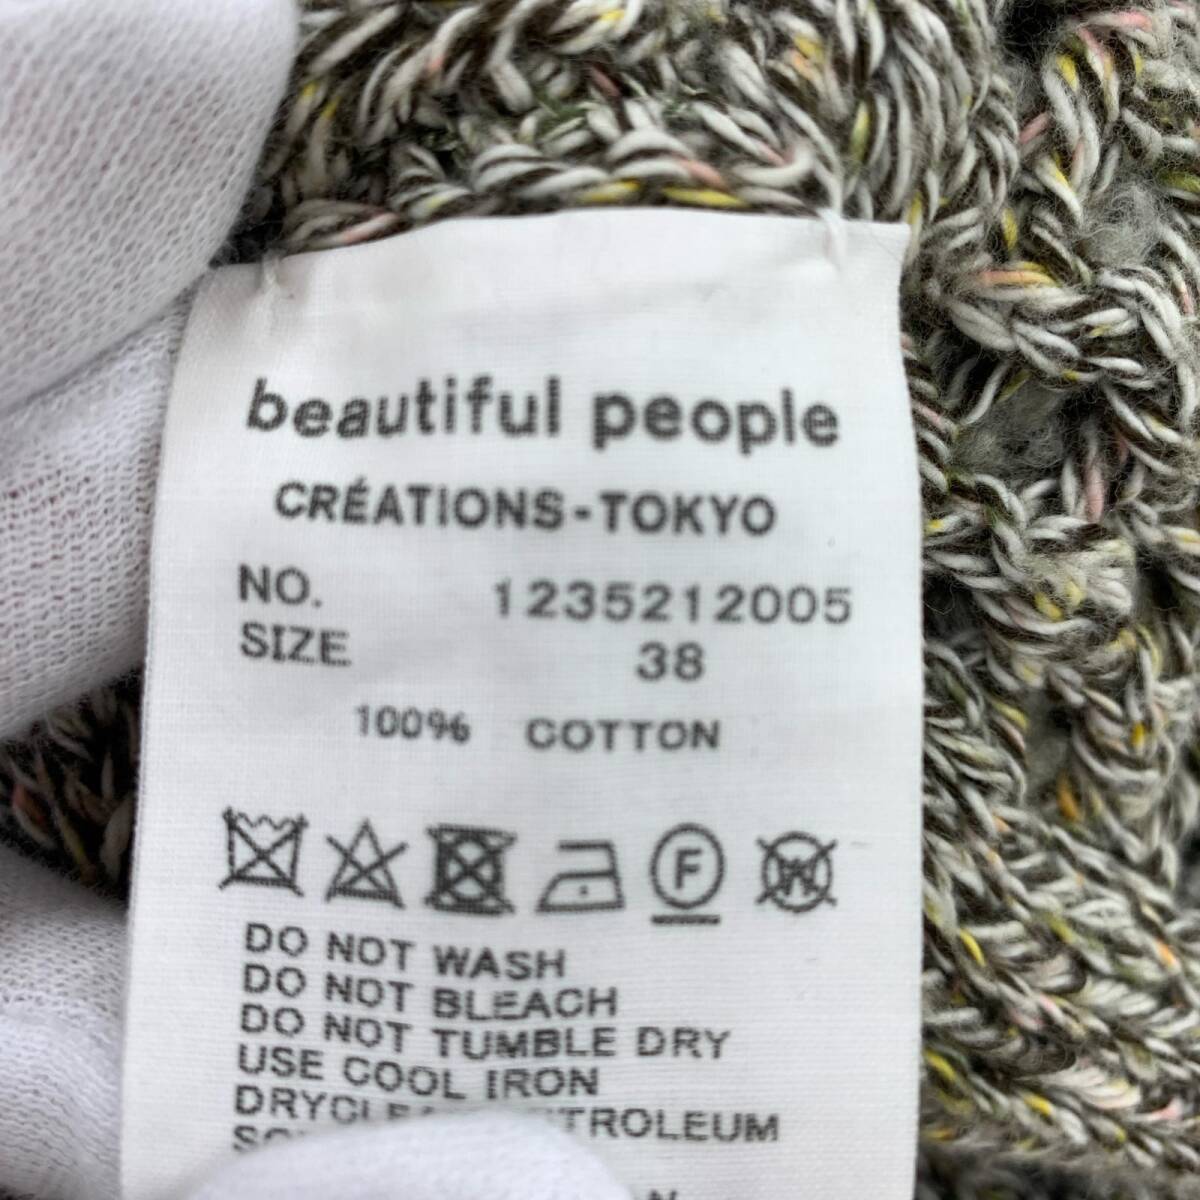 beautiful people
CRÉATIONS-TOKYO
NO. 1235212005
SIZE 38
100% COTTON
F
W
DO NOT WASH
DO NOT BLEACH
DO NOT TUMBLE DRY
USE COOL IRON